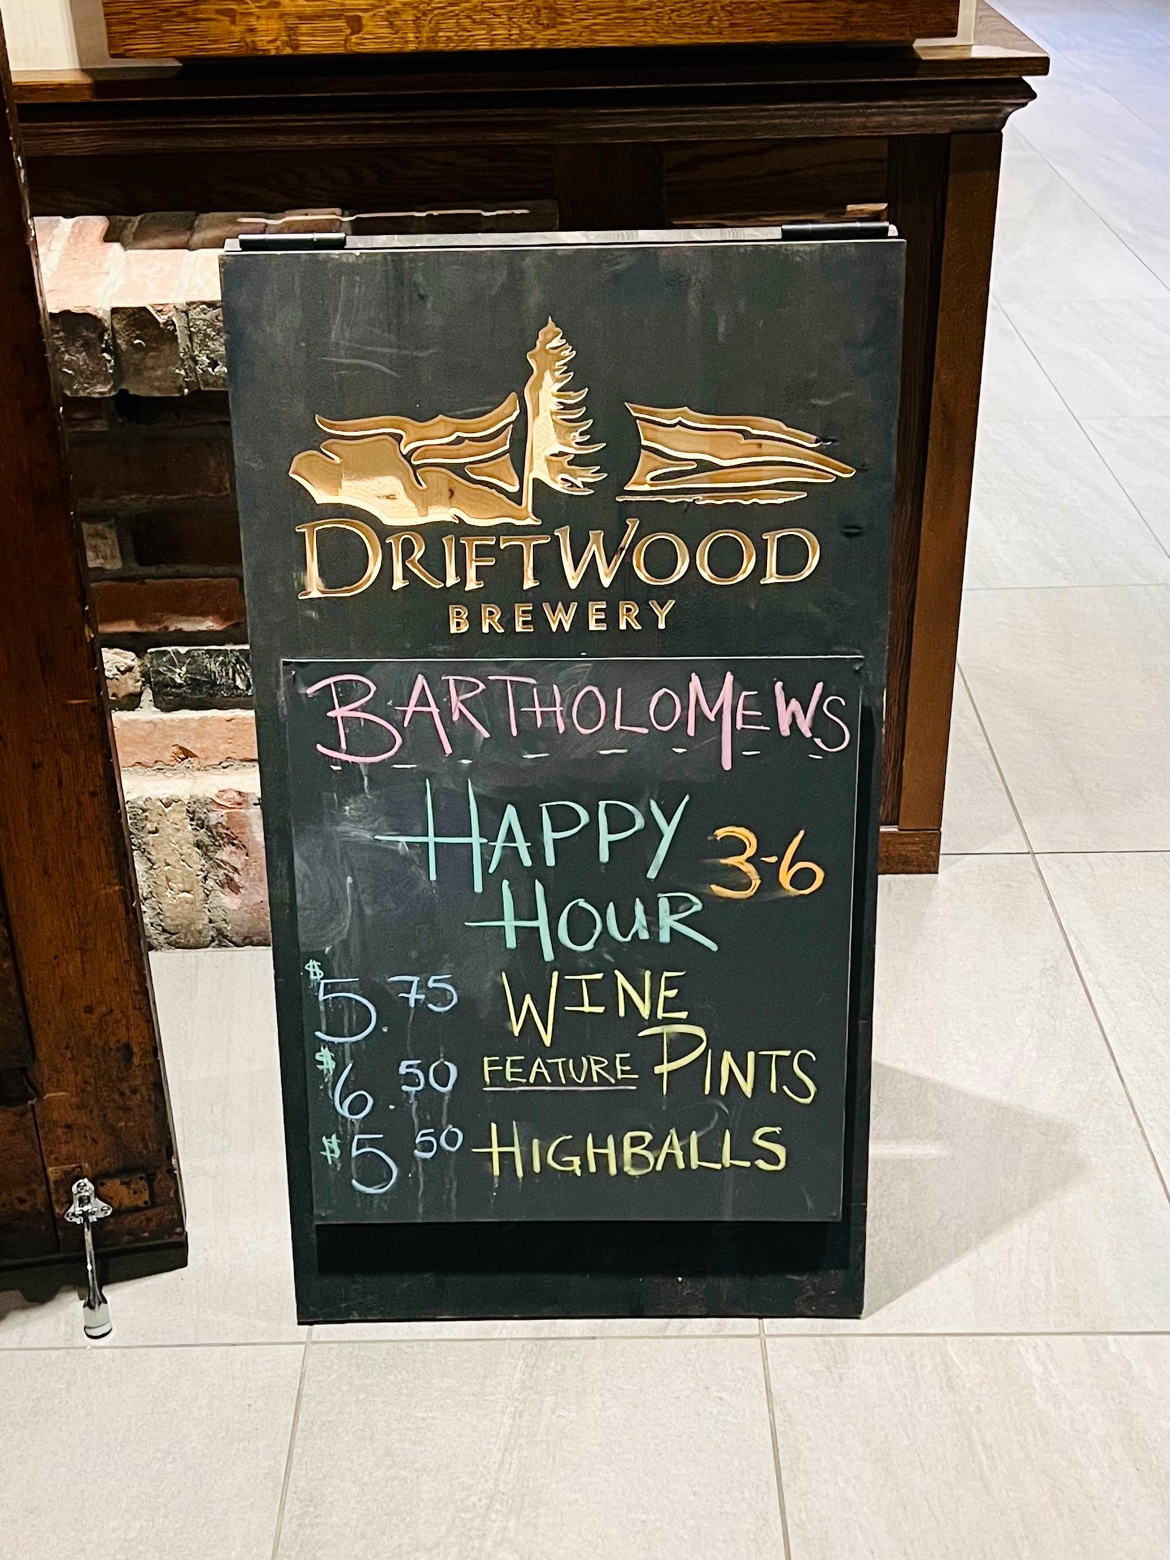 DRIFTWOOD
BREWERY
BARTHOLOMEWS
HAPPY
HOUR 3-6
$5.75 WINE
$6.50 FEATURE PINTS
$5.50 HIGHBALLS